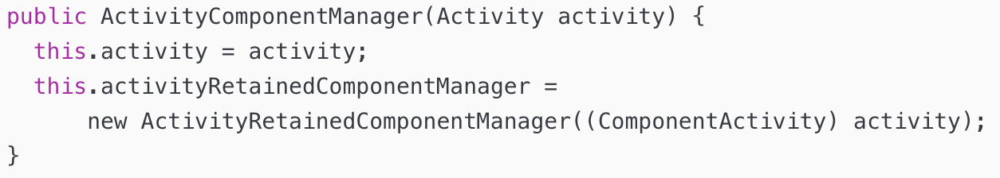 public ActivityComponentManager(Activity activity) {
  this.activity = activity;
  this.activityRetainedComponentManager =
      new ActivityRetainedComponentManager((ComponentActivity) activity);
}